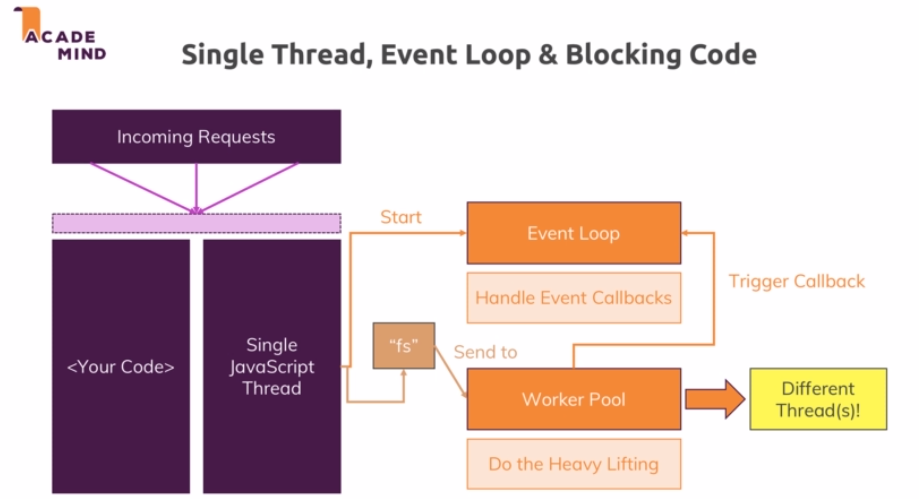 ACADE
MIND
Single Thread, Event Loop & Blocking Code
Incoming Requests
Start
Event Loop
Handle Event Callbacks
Trigger Callback
<Your Code>
Single
JavaScript
Thread
“fs”
Send to
Worker Pool
Different
Thread(s)!
Do the Heavy Lifting